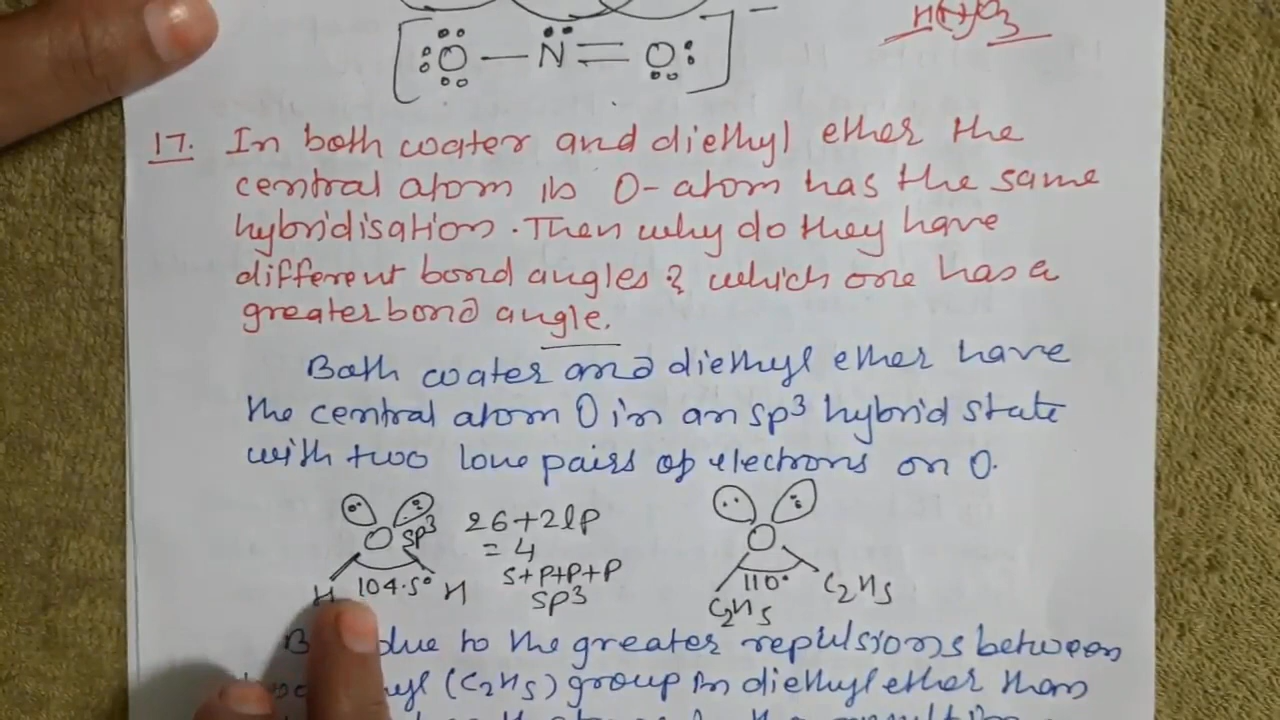 [:Ö — N̈ = O:]⁻
17. In both water and diethyl ether the
central atom is O-atom has the same
hybridisation. Then why do they have
different bond angles? which one has a
greater bond angle.
Both water and diethyl ether have
the central atom O in an sp³ hybrid state
with two lone pairs of electrons on O.
O sp³ 2б+2lp
= 4
H 104.5° H s+p+p+p
sp³
O
110° C₂H₅
C₂H₅
due to the greater repulsions between
(C₂H₅) group in diethyl ether than